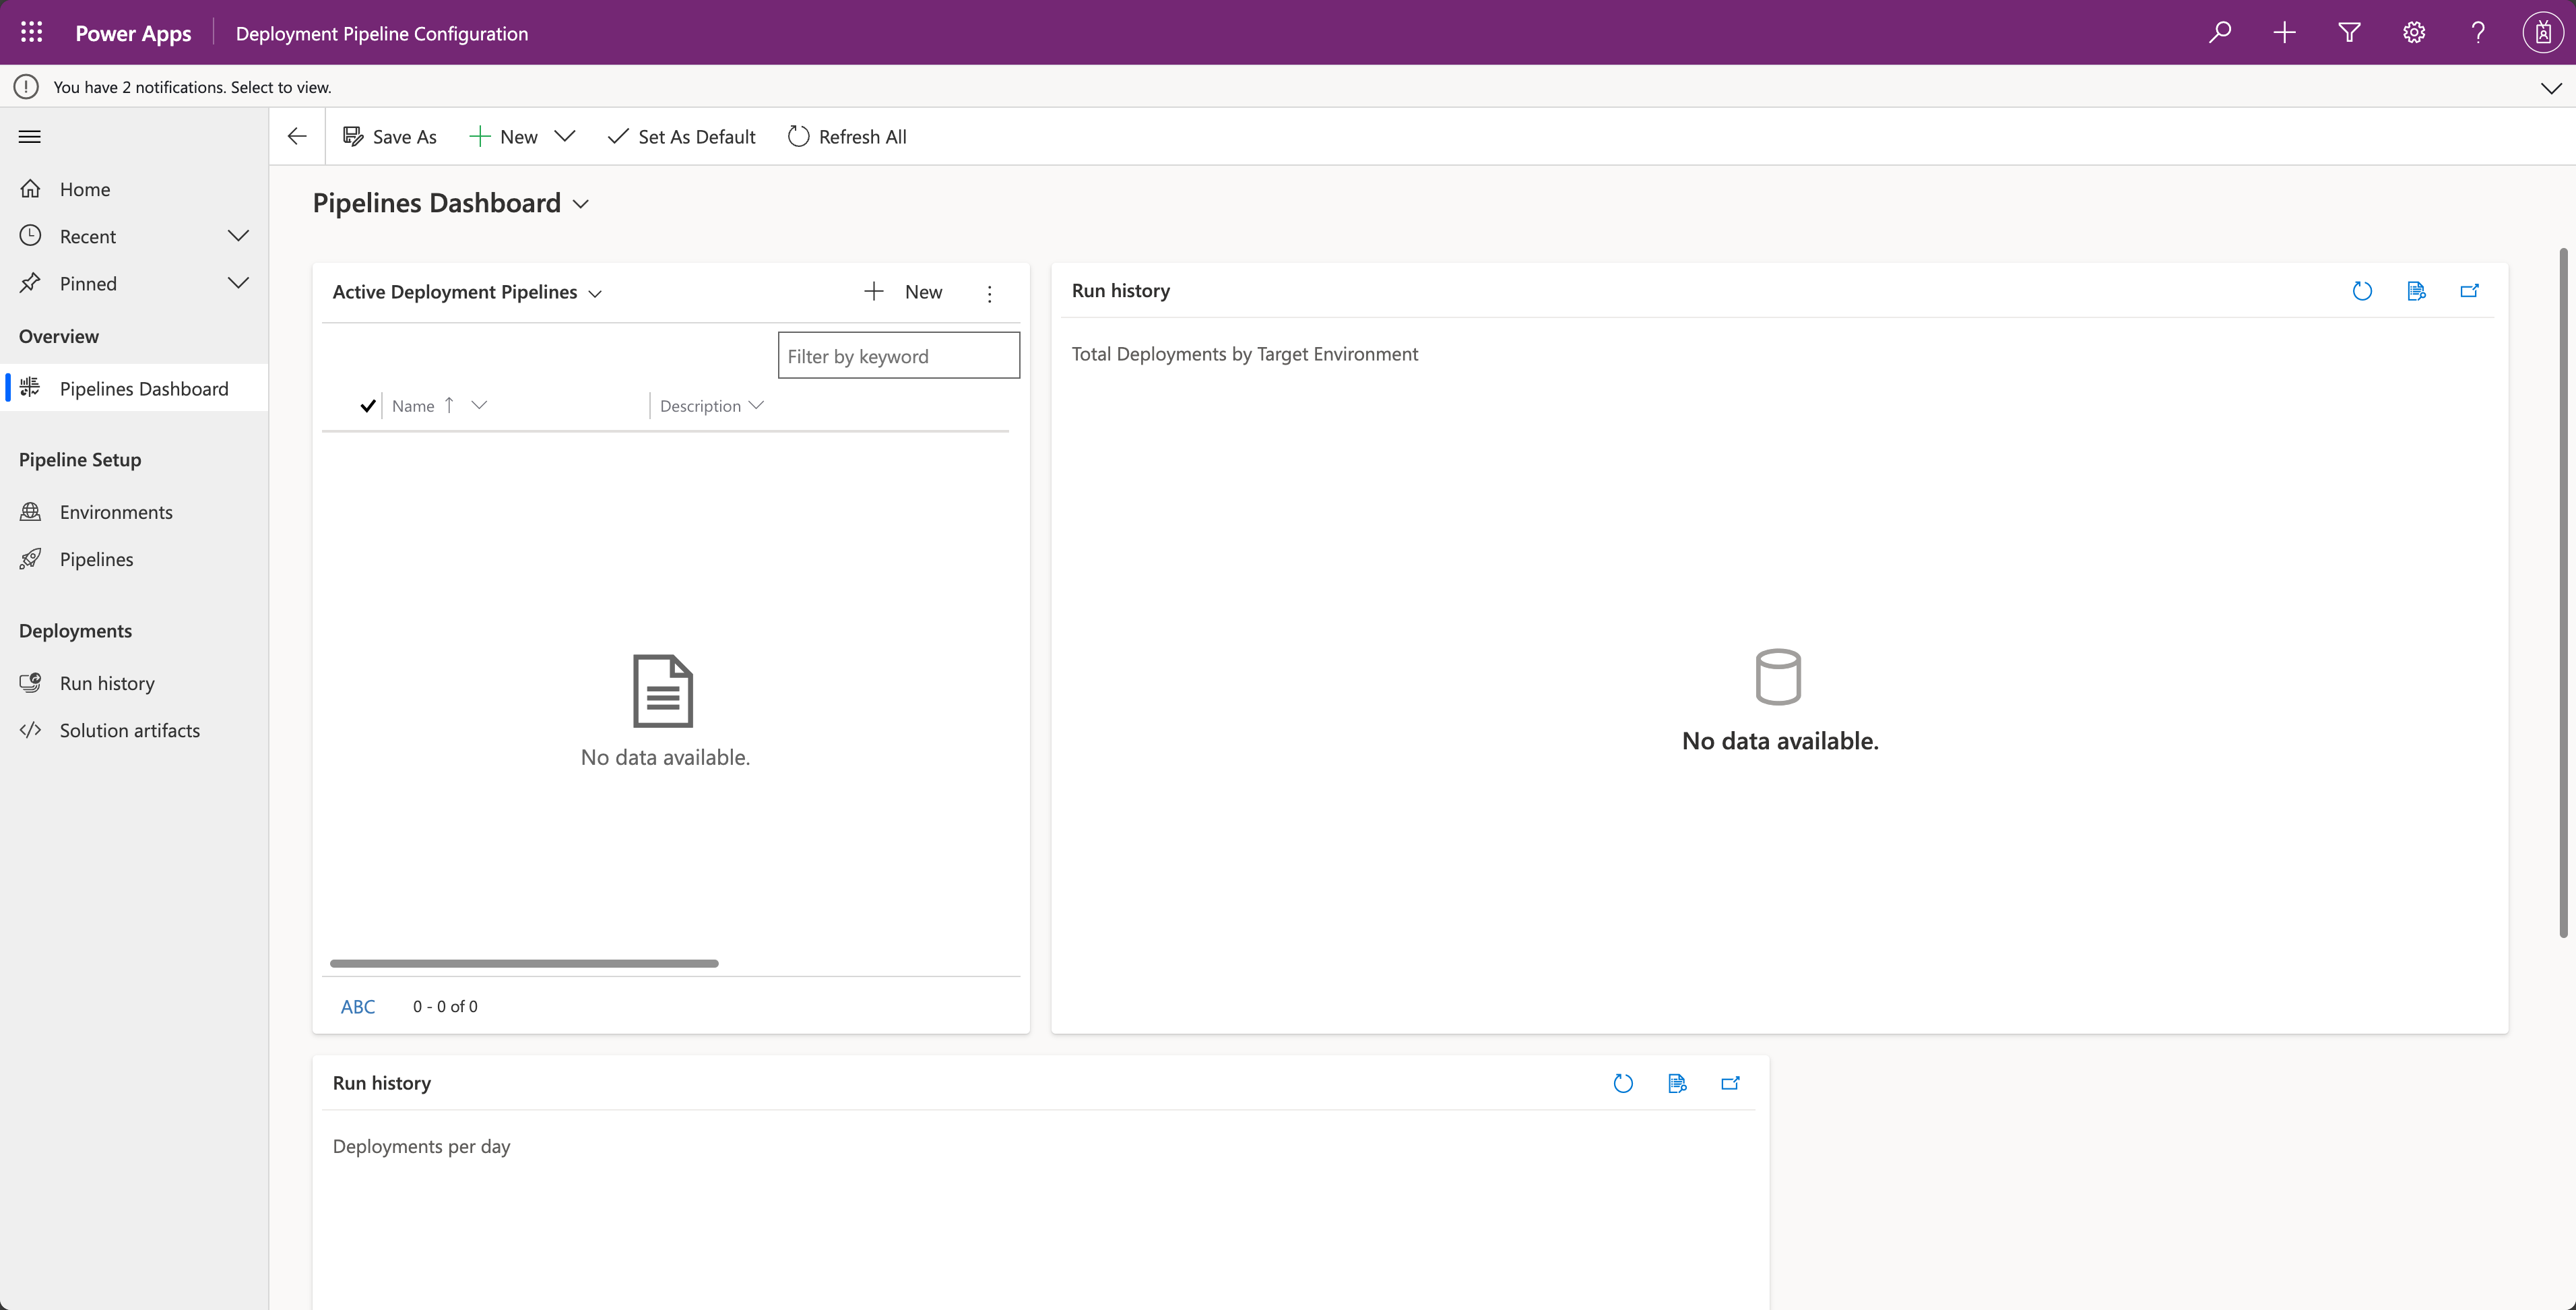 Power Apps
Deployment Pipeline Configuration
You have 2 notifications. Select to view.
Save As
New
Set As Default
Refresh All
Home
Recent
Pinned
Overview
Pipelines Dashboard
Pipeline Setup
Environments
Pipelines
Deployments
Run history
Solution artifacts
Pipelines Dashboard
Active Deployment Pipelines
New
Filter by keyword
Name
Description
No data available.
ABC
0 - 0 of 0
Run history
Total Deployments by Target Environment
No data available.
Run history
Deployments per day